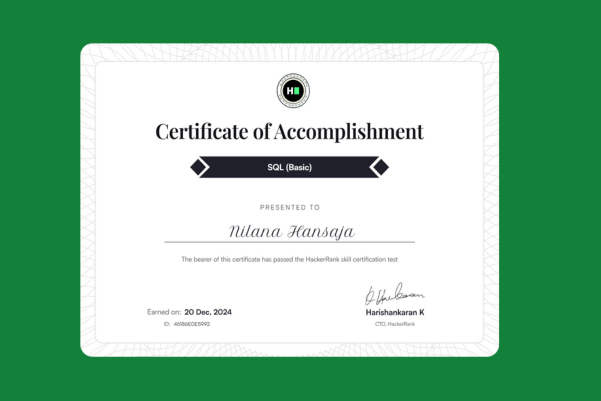 H
Certificate of Accomplishment
SQL (Basic)
PRESENTED TO
Nilana Hansaja
The bearer of this certificate has passed the HackerRank skill certification test
Earned on: 20 Dec, 2024
Harishankaran K
ID: 46186E0E5992
CTO, HackerRank